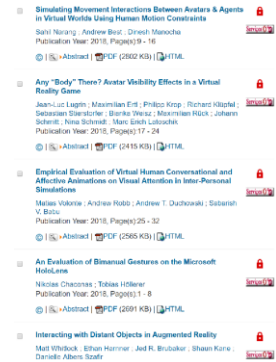 Simulating Movement Interactions Between Avatars & Agents
in Virtual Worlds Using Human Motion Constraints
Sahil Narang ; Andrew Best ; Dinesh Manocha
Publication Year: 2018, Page(s):9 - 16
© | Abstract | PDF (2802 KB) | HTML
Any “Body” There? Avatar Visibility Effects in a Virtual
Reality Game
Jean-Luc Lugrin ; Maximilian Ertl ; Philipp Krop ; Richard Klüpfel ;
Sebastian Stierstorfer ; Bianka Weisz ; Maximilian Rück ; Johann
Schmitt ; Nina Schmidt ; Marc Erich Latoschik
Publication Year: 2018, Page(s):17 - 24
© | Abstract | PDF (2415 KB) | HTML
Empirical Evaluation of Virtual Human Conversational and
Affective Animations on Visual Attention in Inter-Personal
Simulations
Matias Volonte ; Andrew Robb ; Andrew T. Duchowski ; Sabarish
V. Babu
Publication Year: 2018, Page(s):25 - 32
© | Abstract | PDF (2565 KB) | HTML
An Evaluation of Bimanual Gestures on the Microsoft
HoloLens
Nikolas Chaconas ; Tobias Höllerer
Publication Year: 2018, Page(s):1 - 8
© | Abstract | PDF (2691 KB) | HTML
Interacting with Distant Objects in Augmented Reality
Matt Whitlock ; Ethan Harnner ; Jed R. Brubaker ; Shaun Kane ;
Danielle Albers Szafir